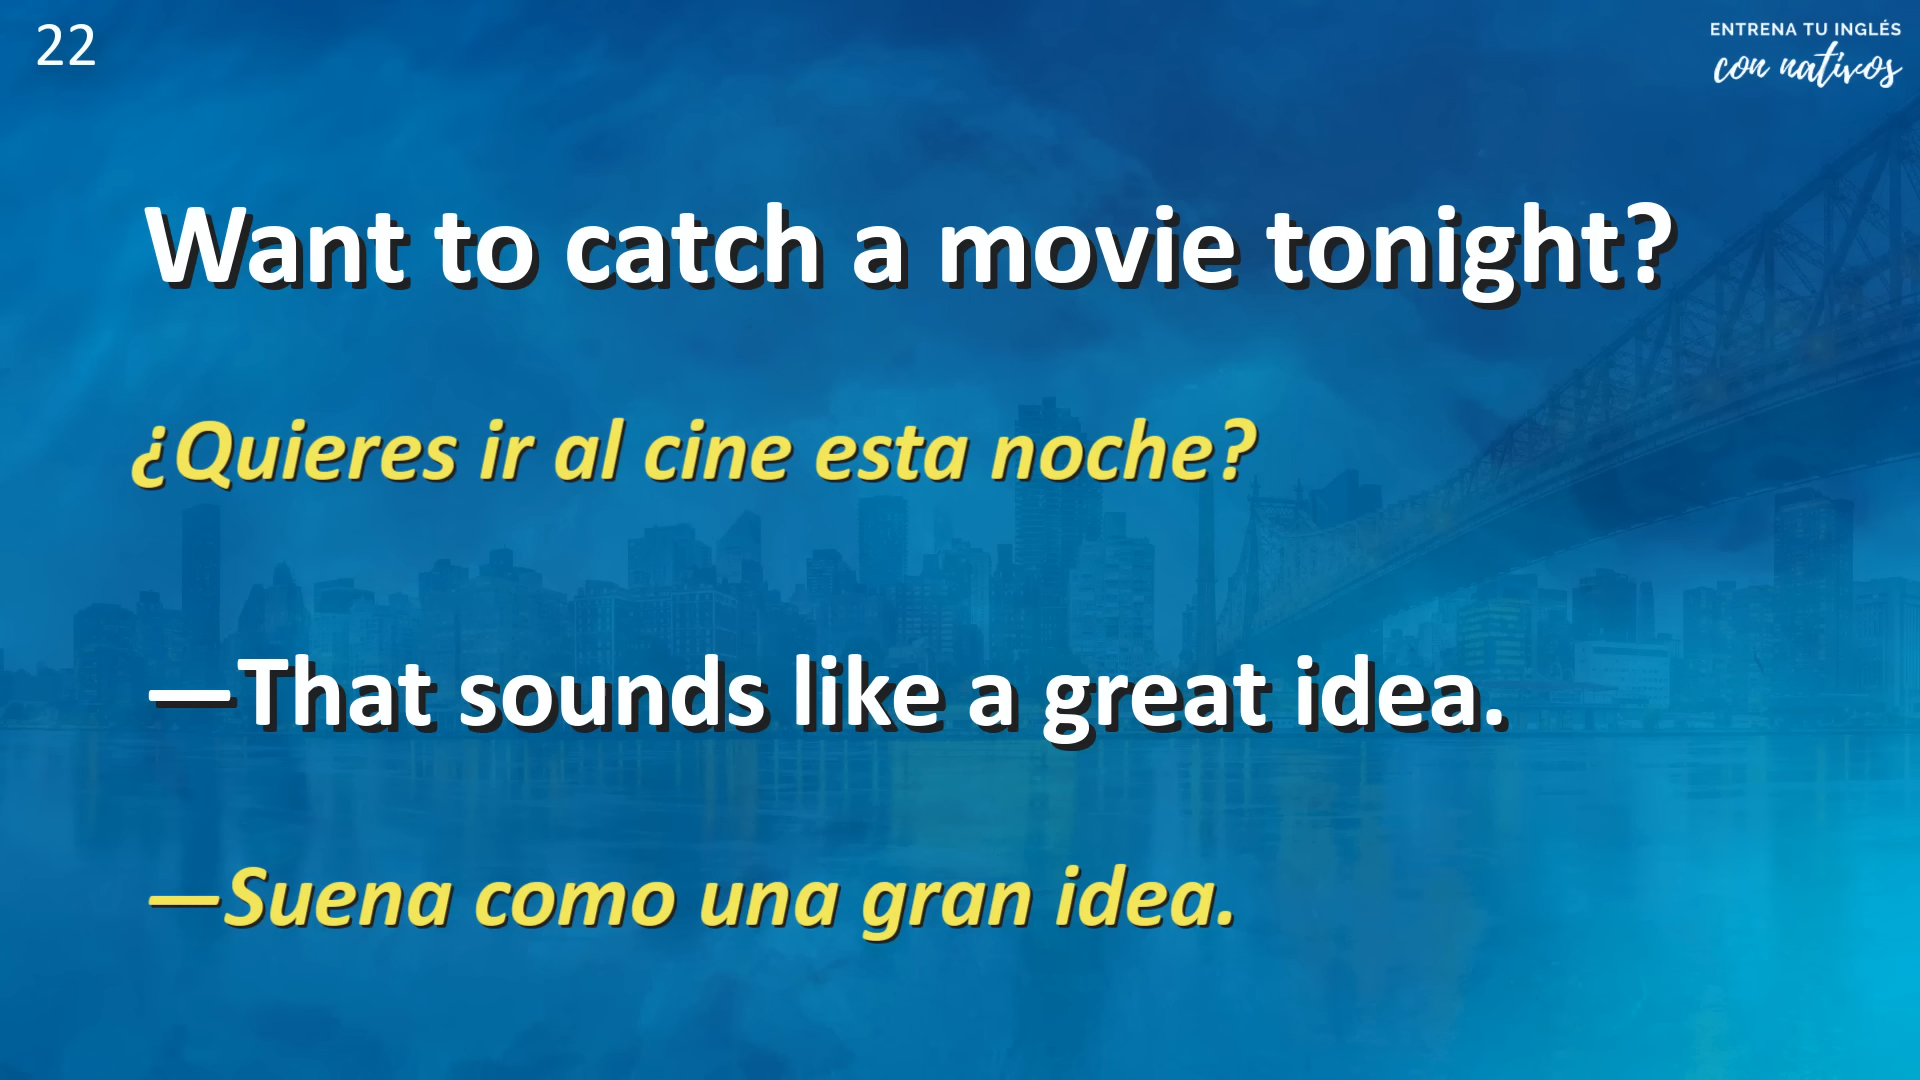 22
ENTRENA TU INGLÉS
con nativos
Want to catch a movie tonight?
¿Quieres ir al cine esta noche?
—That sounds like a great idea.
—Suena como una gran idea.